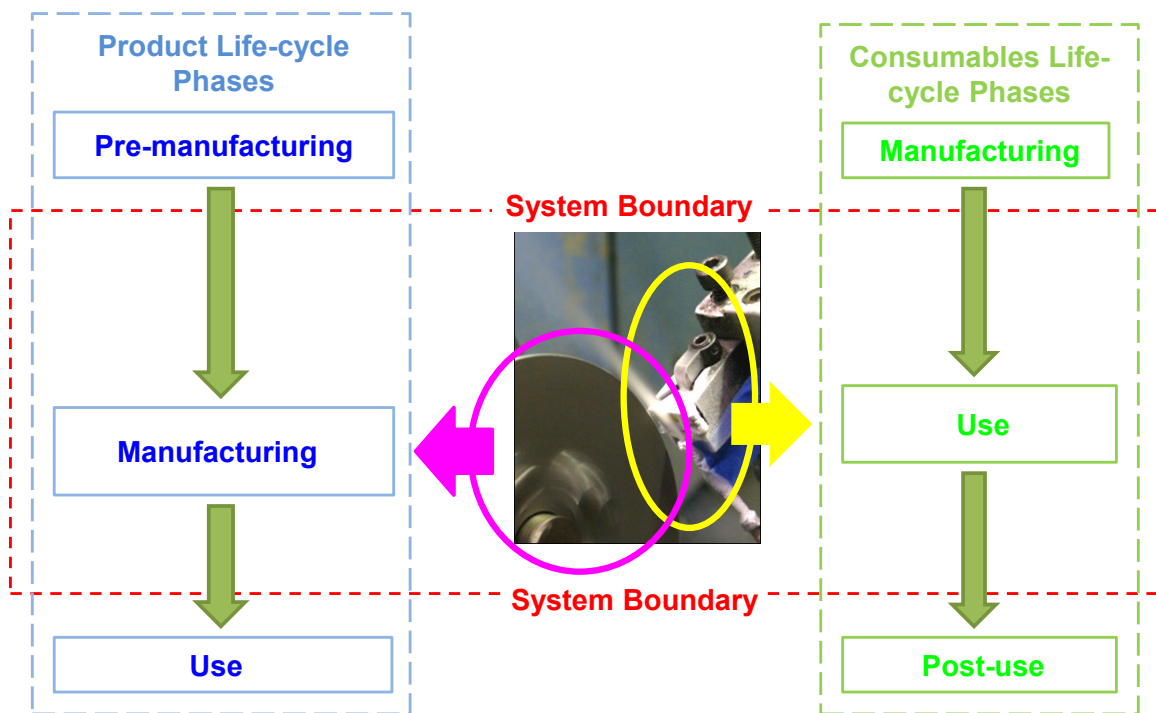 Product Life-cycle
Phases
Pre-manufacturing
Manufacturing
Use
System Boundary
System Boundary
Consumables Life-
cycle Phases
Manufacturing
Use
Post-use